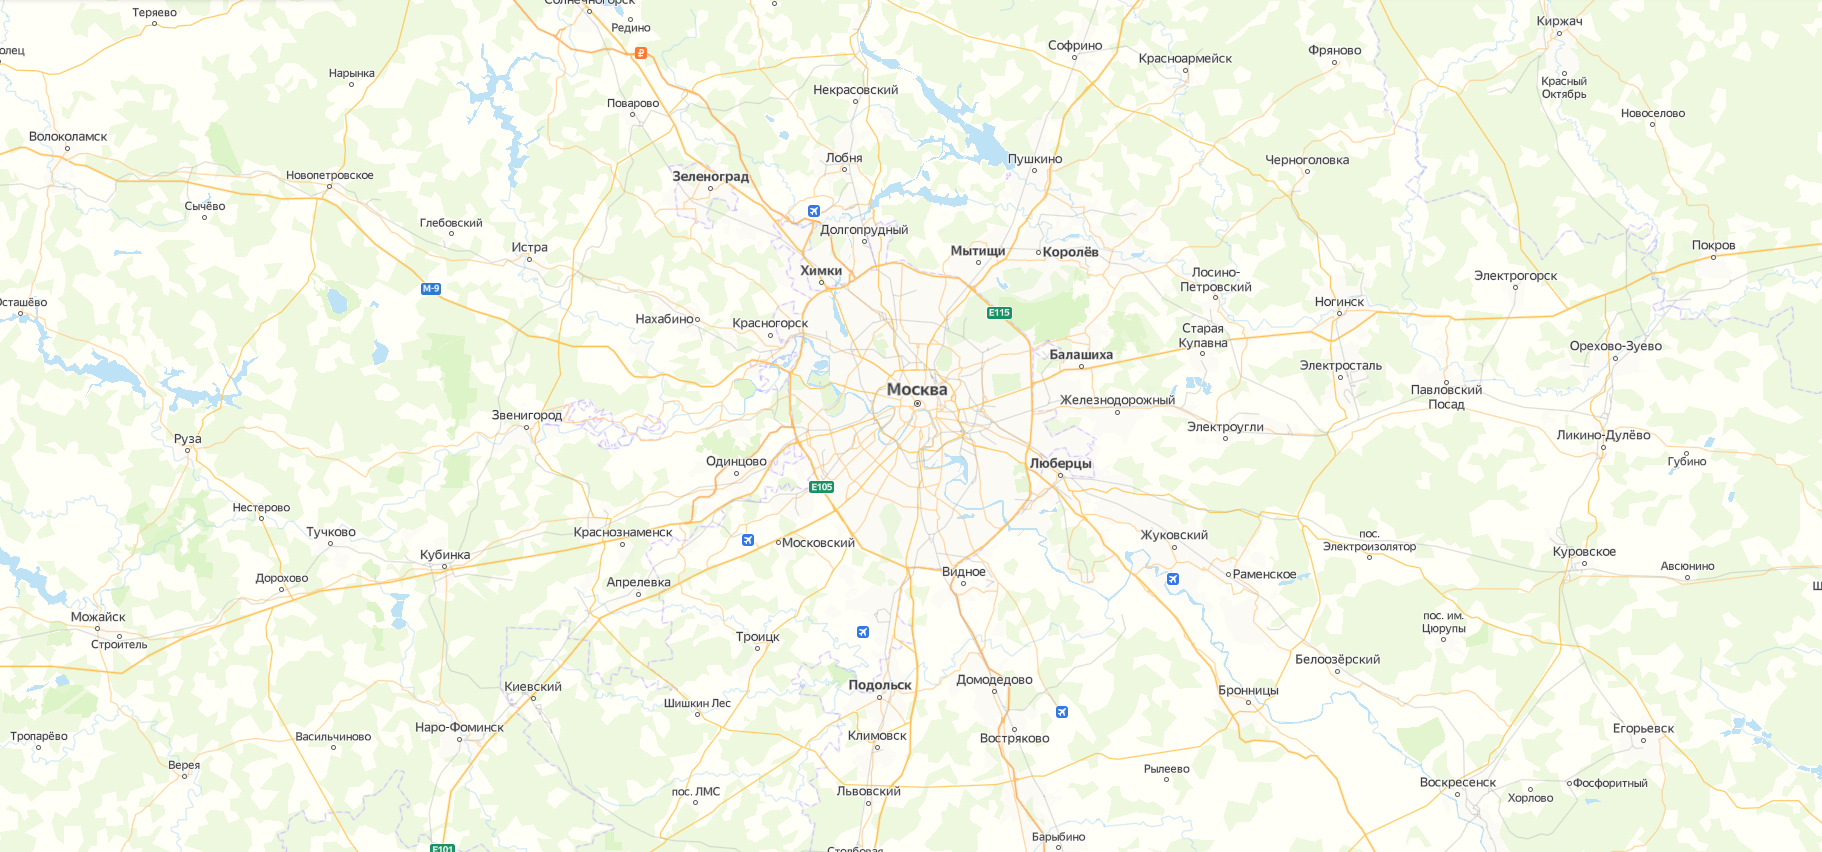 Солнечногорск
Теряево
Редино
Киржач
Софрино
Фряново
Красноармейск
Нарынка
Некрасовский
Красный
Октябрь
Поварово
Новоселово
Волоколамск
Лобня
Пушкино
Черноголовка
Новопетровское
Зеленоград
Сычёво
Глебовский
Долгопрудный
Истра
Мытищи
Королёв
Покров
Химки
Лосино-
Петровский
Электрогорск
М-9
Осташёво
Ногинск
E115
Нахабино
Красногорск
Старая
Купавна
Орехово-Зуево
Балашиха
Электросталь
Москва
Павловский
Посад
Железнодорожный
Звенигород
Электроугли
Руза
Ликино-Дулёво
Одинцово
Люберцы
Губино
E105
Нестерово
Тучково
Краснознаменск
Московский
Жуковский
пос.
Электроизолятор
Кубинка
Куровское
Видное
Раменское
Авсюнино
Дорохово
Апрелевка
Можайск
Строитель
Троицк
пос. им.
Цюрупы
Белоозёрский
Киевский
Подольск
Домодедово
Бронницы
Шишкин Лес
Наро-Фоминск
Егорьевск
Тропарёво
Васильчиново
Климовск
Востряково
Верея
Рылеево
Воскресенск
Фосфоритный
пос. ЛМС
Львовский
Хорлово
Барыбино
E101
Столбовая